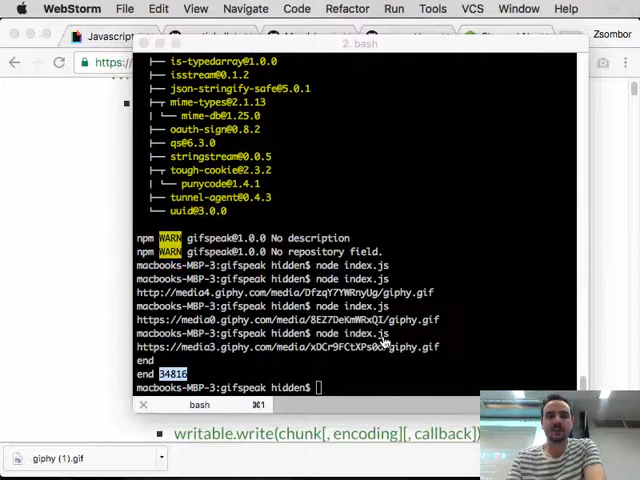 WebStorm File Edit View Navigate Code Refactor Run Tools VCS Window Help
Javascript
Zsombor
https:/
2. bash
is-typedarray@1.0.0
isstream@0.1.2
json-stringify-safe@5.0.1
mime-types@2.1.13
mime-db@1.25.0
oauth-sign@0.8.2
qs@6.3.0
stringstream@0.0.5
tough-cookie@2.3.2
punycode@1.4.1
tunnel-agent@0.4.3
uuid@3.0.0
npm WARN gifspeak@1.0.0 No description
npm WARN gifspeak@1.0.0 No repository field.
macbooks-MBP-3:gifspeak hidden$ node index.js
macbooks-MBP-3:gifspeak hidden$ node index.js
http://media4.giphy.com/media/DfzqY7YWRnyUg/giphy.gif
macbooks-MBP-3:gifspeak hidden$ node index.js
https://media0.giphy.com/media/8EZ7DeKmWRxQI/giphy.gif
macbooks-MBP-3:gifspeak hidden$ node index.js
https://media3.giphy.com/media/xDCr9FCtXPs0 /giphy.gif
end
end 34816
macbooks-MBP-3:gifspeak hidden$
bash ⌘1
writable.write(chunk[, encoding][, callback])
giphy (1).gif